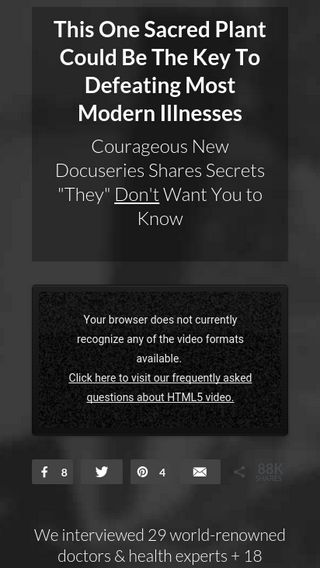 This One Sacred Plant
Could Be The Key To
Defeating Most
Modern Illnesses
Courageous New
Docuseries Shares Secrets
"They" Don't Want You to
Know
Your browser does not currently
recognize any of the video formats
available.
Click here to visit our frequently asked
questions about HTML5 video.
8 4 88K
SHARES
We interviewed 29 world-renowned
doctors & health experts + 18